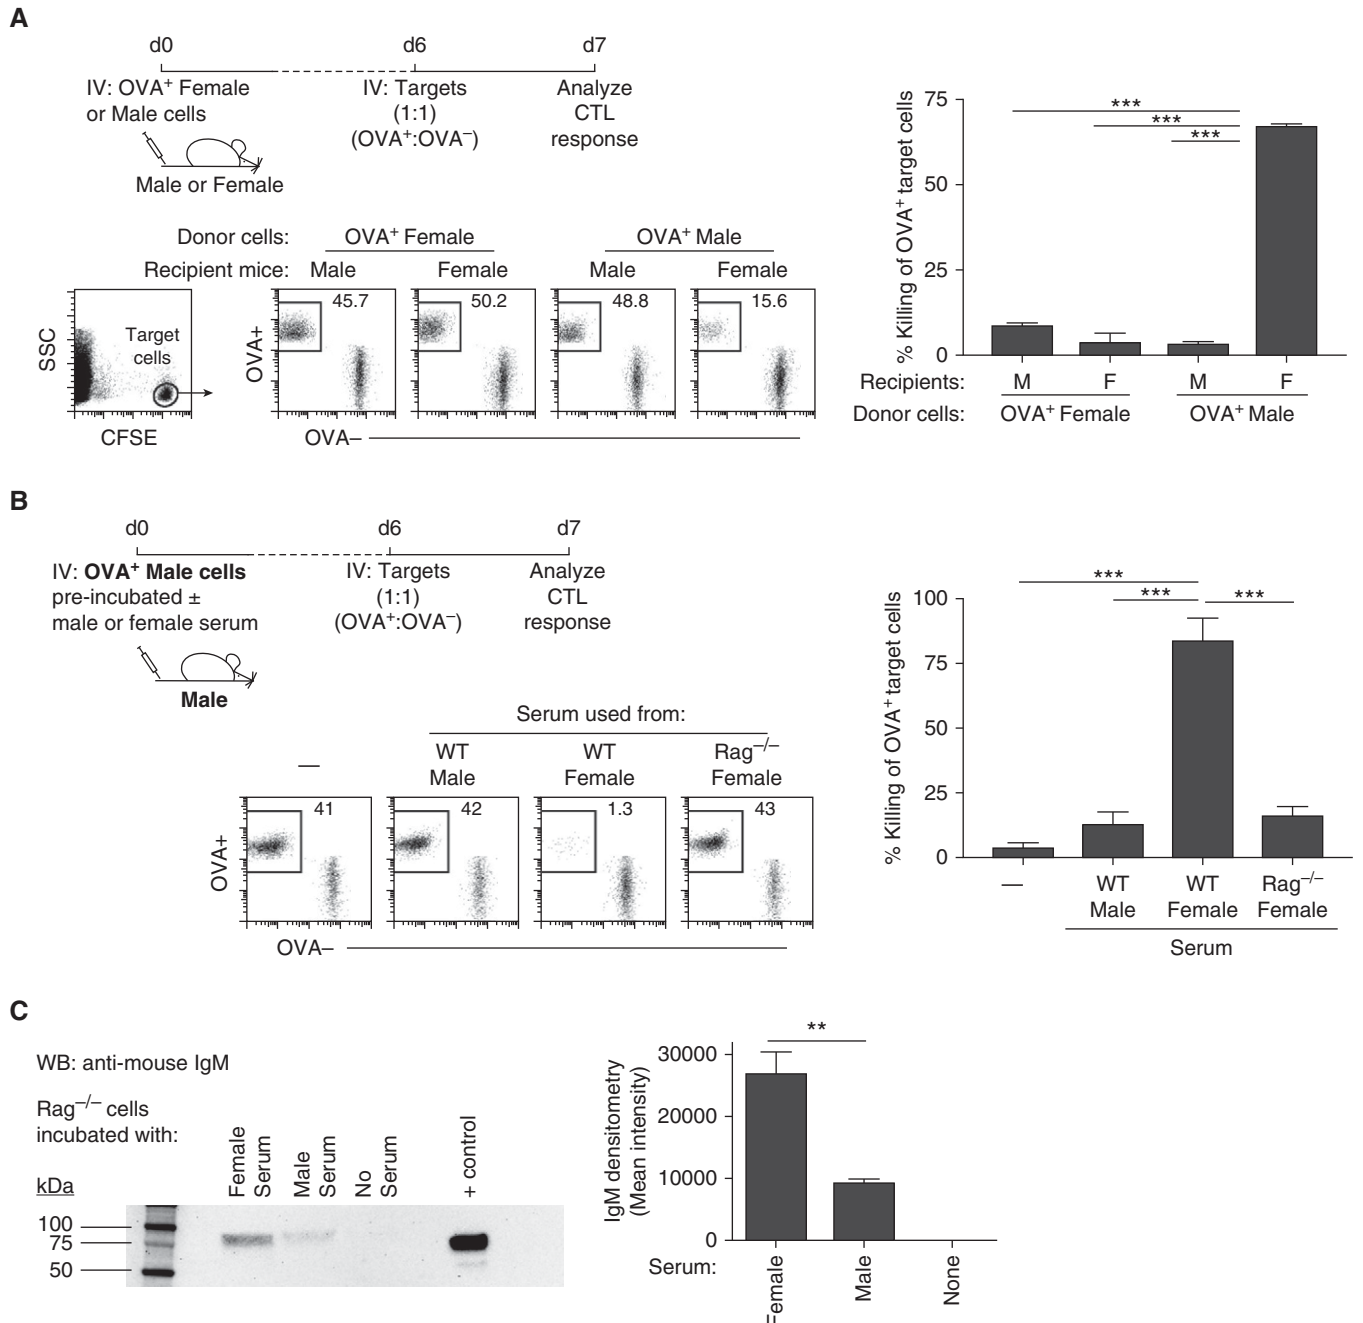 A
d0 d6 d7
IV: OVA+ Female
or Male cells
IV: Targets
(1:1)
(OVA+:OVA–)
Analyze
CTL
response
Male or Female
Donor cells: OVA+ Female OVA+ Male
Recipient mice: Male Female Male Female
45.7 50.2 48.8 15.6
SSC
Target
cells
CFSE
OVA+
OVA–
% Killing of OVA+ target cells
75
50
25
0
*** 
***
***
Recipients: M F M F
Donor cells: OVA+ Female OVA+ Male
B
d0 d6 d7
IV: OVA+ Male cells
pre-incubated ±
male or female serum
IV: Targets
(1:1)
(OVA+:OVA–)
Analyze
CTL
response
Male
Serum used from:
— WT Male WT Female Rag–/– Female
41 42 1.3 43
OVA+
OVA–
% Killing of OVA+ target cells
100
75
50
25
0
***
*** ***
— WT WT Rag–/–
Male Female Female
Serum
C
WB: anti-mouse IgM
Rag–/– cells
incubated with:
Female
Serum
Male
Serum
No
Serum
+ control
kDa
100
75
50
IgM densitometry
(Mean intensity)
30000
20000
10000
0
**
Serum:
Female
Male
None